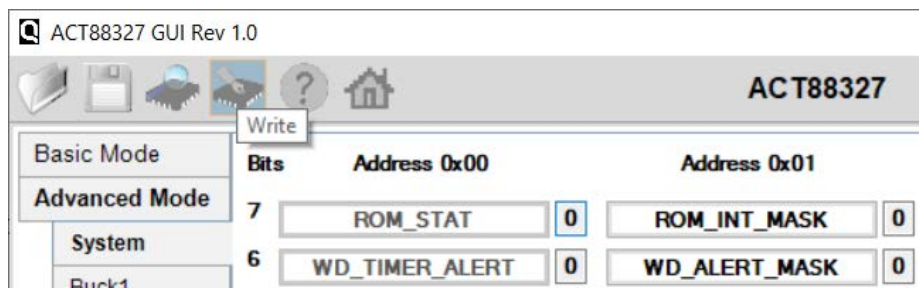 ACT88327 GUI Rev 1.0
? ACT88327
Write
Basic Mode
Bits Address 0x00 Address 0x01
Advanced Mode
7 ROM_STAT 0 ROM_INT_MASK 0
System
6 WD_TIMER_ALERT 0 WD_ALERT_MASK 0
Buck1